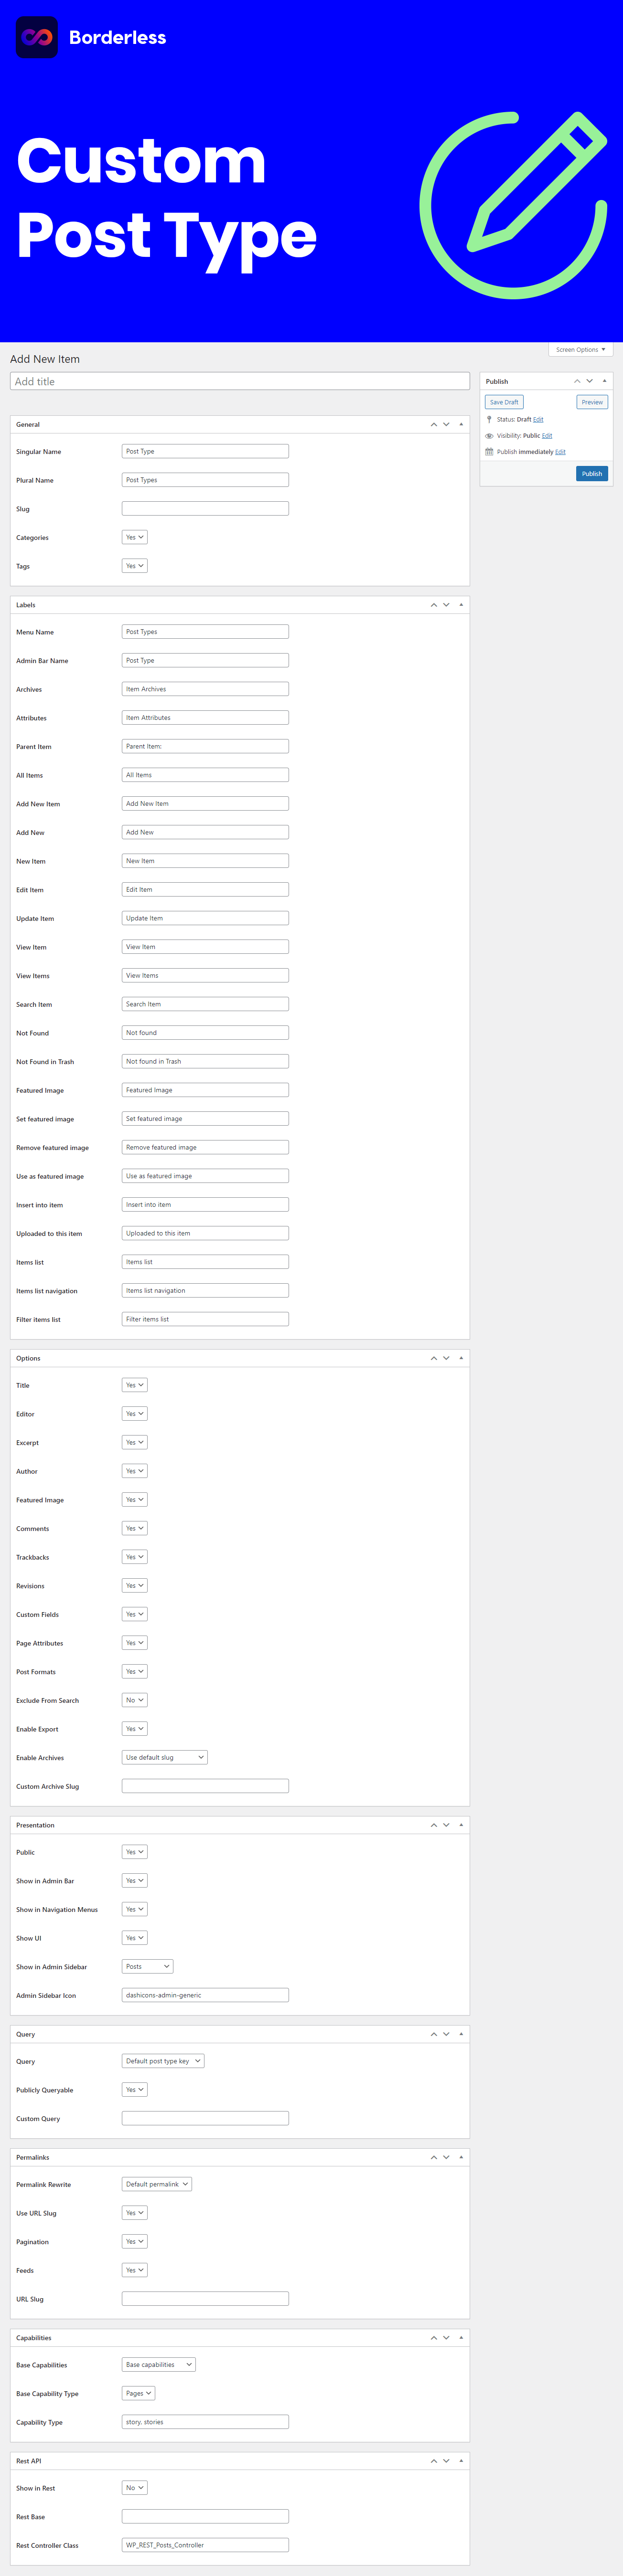 Borderless
Custom
Post Type
Screen Options
Add New Item
Add title
Publish
Save Draft Preview
Status: Draft Edit
Visibility: Public Edit
Publish immediately Edit
Publish
General
Singular Name Post Type
Plural Name Post Types
Slug
Categories Yes
Tags Yes
Labels
Menu Name Post Types
Admin Bar Name Post Type
Archives Item Archives
Attributes Item Attributes
Parent Item Parent Item:
All Items All Items
Add New Item Add New Item
Add New Add New
New Item New Item
Edit Item Edit Item
Update Item Update Item
View Item View Item
View Items View Items
Search Item Search Item
Not Found Not found
Not Found in Trash Not found in Trash
Featured Image Featured Image
Set featured image Set featured image
Remove featured image Remove featured image
Use as featured image Use as featured image
Insert into item Insert into item
Uploaded to this item Uploaded to this item
Items list Items list
Items list navigation Items list navigation
Filter items list Filter items list
Options
Title Yes
Editor Yes
Excerpt Yes
Author Yes
Featured Image Yes
Comments Yes
Trackbacks Yes
Revisions Yes
Custom Fields Yes
Page Attributes Yes
Post Formats Yes
Exclude From Search No
Enable Export Yes
Enable Archives Use default slug
Custom Archive Slug
Presentation
Public Yes
Show in Admin Bar Yes
Show in Navigation Menus Yes
Show UI Yes
Show in Admin Sidebar Posts
Admin Sidebar Icon dashicons-admin-generic
Query
Query Default post type key
Publicly Queryable Yes
Custom Query
Permalinks
Permalink Rewrite Default permalink
Use URL Slug Yes
Pagination Yes
Feeds Yes
URL Slug
Capabilities
Base Capabilities Base capabilities
Base Capability Type Pages
Capability Type story, stories
Rest API
Show in Rest No
Rest Base
Rest Controller Class WP_REST_Posts_Controller